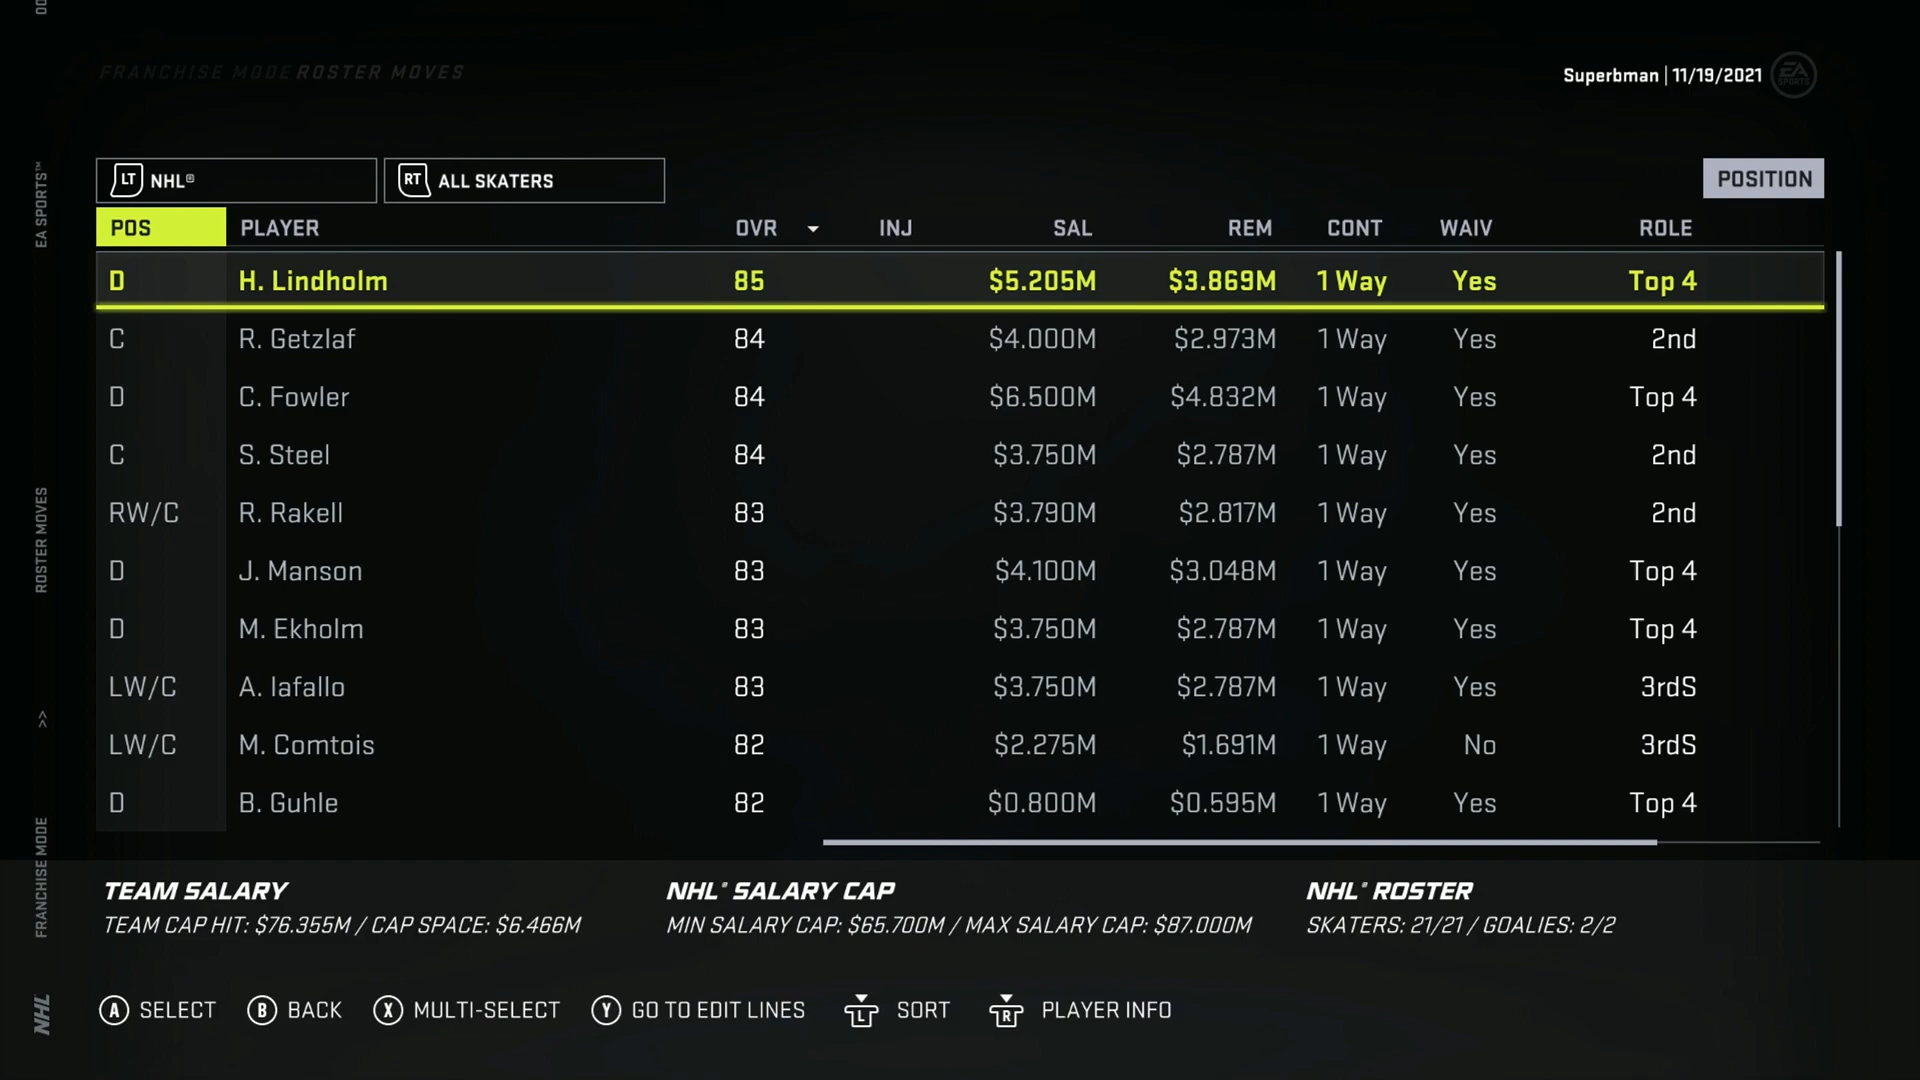 FRANCHISE MODE ROSTER MOVES
Superbman | 11/19/2021
EA SPORTS
LT NHL®
RT ALL SKATERS
POSITION
POS PLAYER OVR INJ SAL REM CONT WAIV ROLE
D H. Lindholm 85 $5.205M $3.869M 1 Way Yes Top 4
C R. Getzlaf 84 $4.000M $2.973M 1 Way Yes 2nd
D C. Fowler 84 $6.500M $4.832M 1 Way Yes Top 4
C S. Steel 84 $3.750M $2.787M 1 Way Yes 2nd
RW/C R. Rakell 83 $3.790M $2.817M 1 Way Yes 2nd
D J. Manson 83 $4.100M $3.048M 1 Way Yes Top 4
D M. Ekholm 83 $3.750M $2.787M 1 Way Yes Top 4
LW/C A. Iafallo 83 $3.750M $2.787M 1 Way Yes 3rdS
LW/C M. Comtois 82 $2.275M $1.691M 1 Way No 3rdS
D B. Guhle 82 $0.800M $0.595M 1 Way Yes Top 4
TEAM SALARY
TEAM CAP HIT: $76.355M / CAP SPACE: $6.466M
NHL® SALARY CAP
MIN SALARY CAP: $65.700M / MAX SALARY CAP: $87.000M
NHL® ROSTER
SKATERS: 21/21 / GOALIES: 2/2
A SELECT B BACK X MULTI-SELECT Y GO TO EDIT LINES L SORT R PLAYER INFO
NHL FRANCHISE MODE >> ROSTER MOVES EA SPORTS™